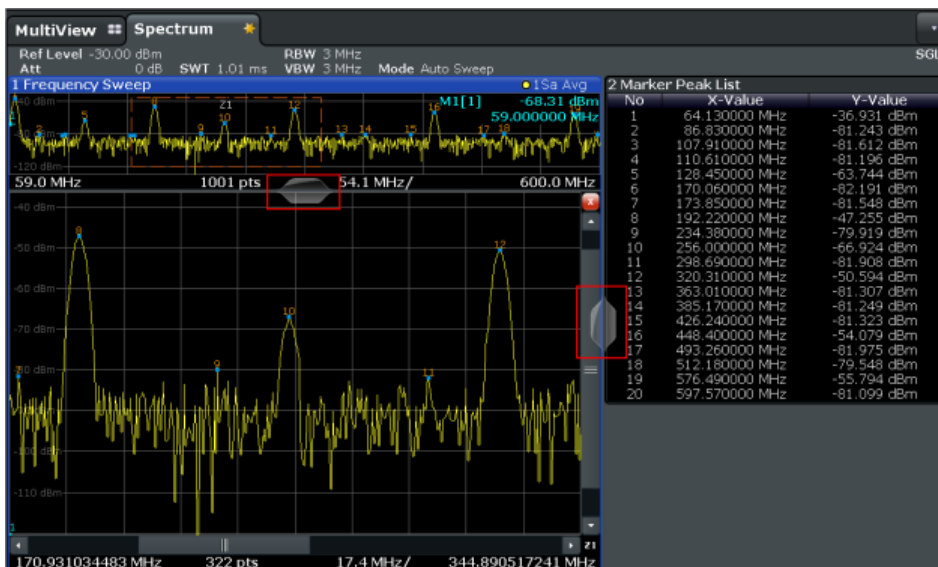 MultiView Spectrum
Ref Level -30.00 dBm RBW 3 MHz SGL
Att 0 dB SWT 1.01 ms VBW 3 MHz Mode Auto Sweep
1 Frequency Sweep 1Sa Avg
M1[1] -68.31 dBm
59.000000 MHz
21
-120 dBm
59.0 MHz 1001 pts 54.1 MHz/ 600.0 MHz
-40 dBm
8
-50 dBm
12
-60 dBm
10
-70 dBm
9
11
-110 dBm
1
21
170.931034483 MHz 322 pts 17.4 MHz/ 344.890517241 MHz
2 Marker Peak List
No X-Value Y-Value
1 64.130000 MHz -36.931 dBm
2 86.830000 MHz -81.243 dBm
3 107.910000 MHz -81.612 dBm
4 110.610000 MHz -81.196 dBm
5 128.450000 MHz -63.744 dBm
6 170.060000 MHz -82.191 dBm
7 173.850000 MHz -81.548 dBm
8 192.220000 MHz -47.255 dBm
9 234.380000 MHz -79.919 dBm
10 256.000000 MHz -66.924 dBm
11 298.690000 MHz -81.908 dBm
12 320.310000 MHz -50.594 dBm
13 363.010000 MHz -81.307 dBm
14 385.170000 MHz -81.249 dBm
15 426.240000 MHz -81.323 dBm
16 448.400000 MHz -54.079 dBm
17 493.260000 MHz -81.975 dBm
18 512.180000 MHz -79.548 dBm
19 576.490000 MHz -55.794 dBm
20 597.570000 MHz -81.099 dBm